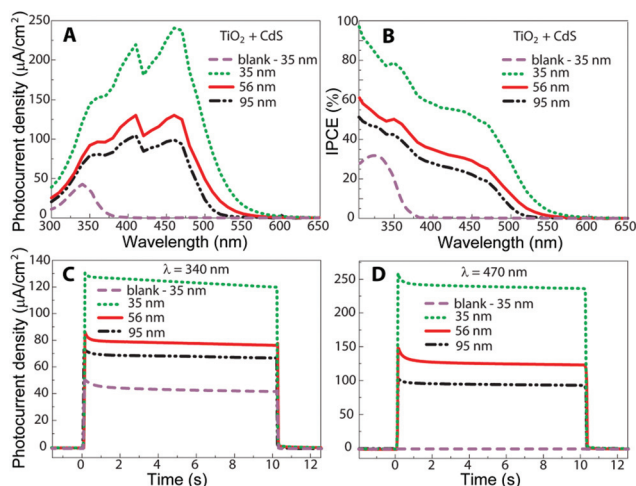 A
TiO2 + CdS
blank - 35 nm
35 nm
56 nm
95 nm
Photocurrent density (μA/cm²)
250
200
150
100
50
0
300 350 400 450 500 550 600 650
Wavelength (nm)
B
TiO2 + CdS
blank - 35 nm
35 nm
56 nm
95 nm
IPCE (%)
100
80
60
40
20
0
350 400 450 500 550 600 650
Wavelength (nm)
C
λ = 340 nm
blank - 35 nm
35 nm
56 nm
95 nm
Photocurrent density (μA/cm²)
140
120
100
80
60
40
20
0
0 2 4 6 8 10 12
Time (s)
D
λ = 470 nm
blank - 35 nm
35 nm
56 nm
95 nm
250
200
150
100
50
0
0 2 4 6 8 10 12
Time (s)